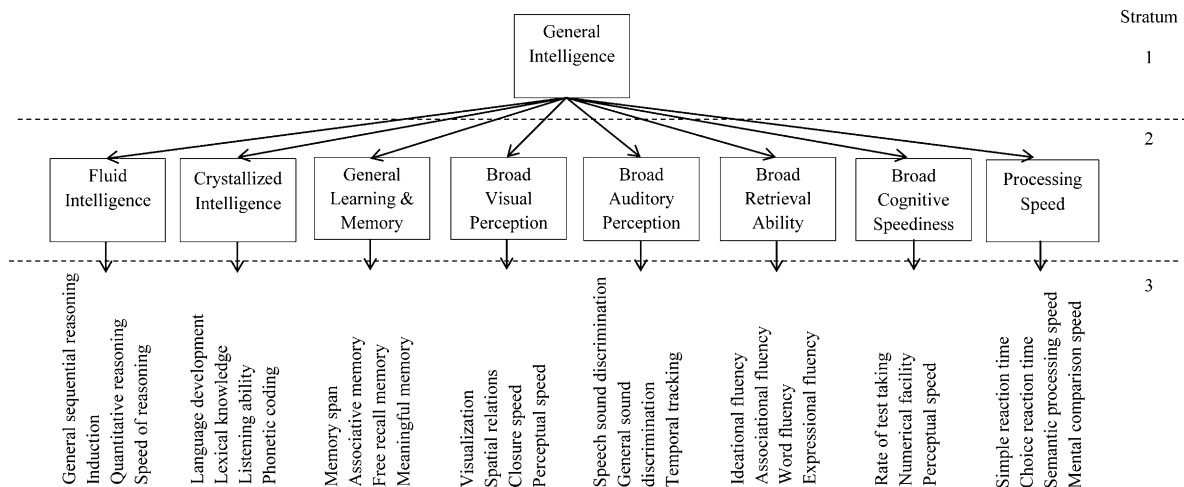 Stratum
General
Intelligence
1
2
Fluid
Intelligence
Crystallized
Intelligence
General
Learning &
Memory
Broad
Visual
Perception
Broad
Auditory
Perception
Broad
Retrieval
Ability
Broad
Cognitive
Speediness
Processing
Speed
3
General sequential reasoning
Induction
Quantitative reasoning
Speed of reasoning
Language development
Lexical knowledge
Listening ability
Phonetic coding
Memory span
Associative memory
Free recall memory
Meaningful memory
Visualization
Spatial relations
Closure speed
Perceptual speed
Speech sound discrimination
General sound
discrimination
Temporal tracking
Ideational fluency
Associational fluency
Word fluency
Expressional fluency
Rate of test taking
Numerical facility
Perceptual speed
Simple reaction time
Choice reaction time
Semantic processing speed
Mental comparison speed